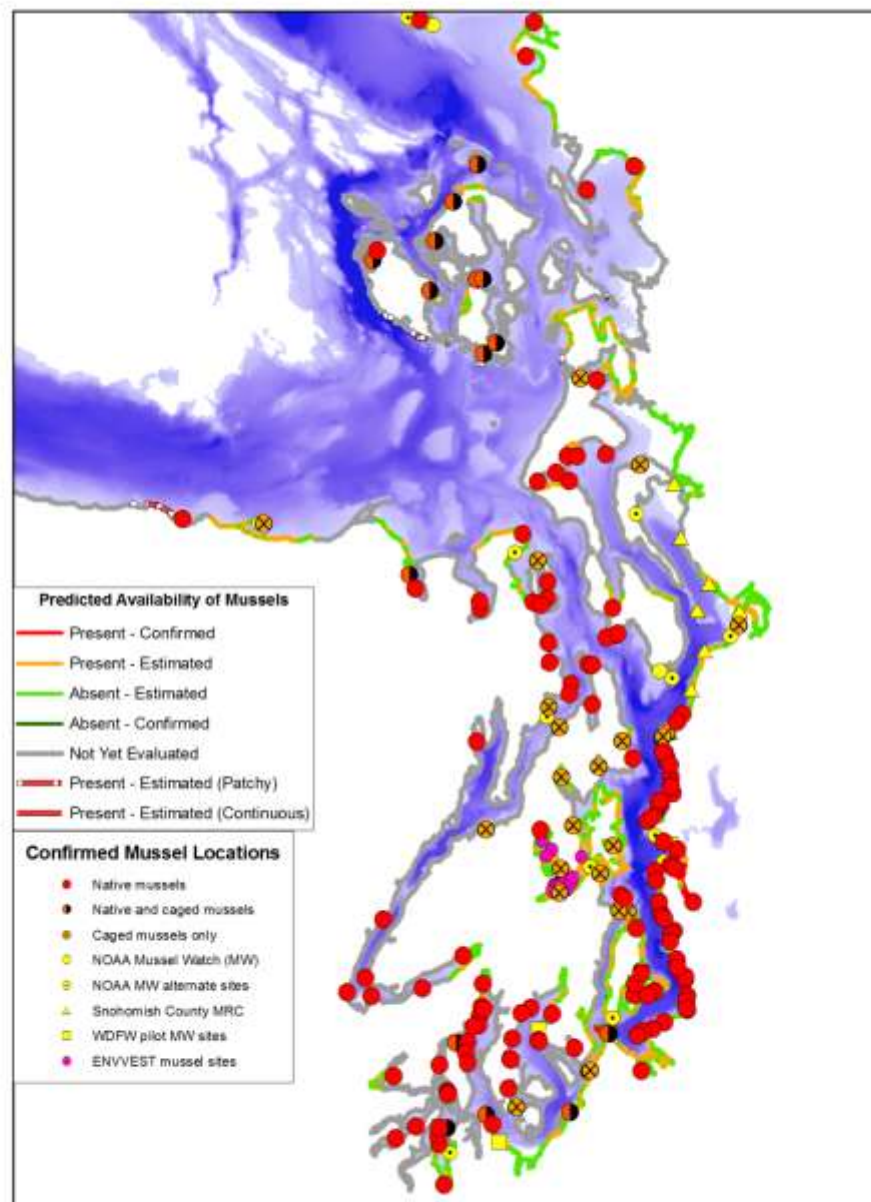 Predicted Availability of Mussels
Present - Confirmed
Present - Estimated
Absent - Estimated
Absent - Confirmed
Not Yet Evaluated
Present - Estimated (Patchy)
Present - Estimated (Continuous)
Confirmed Mussel Locations
Native mussels
Native and caged mussels
Caged mussels only
NOAA Mussel Watch (MW)
NOAA MW alternate sites
Snohomish County MRC
WDFW pilot MW sites
ENVVEST mussel sites